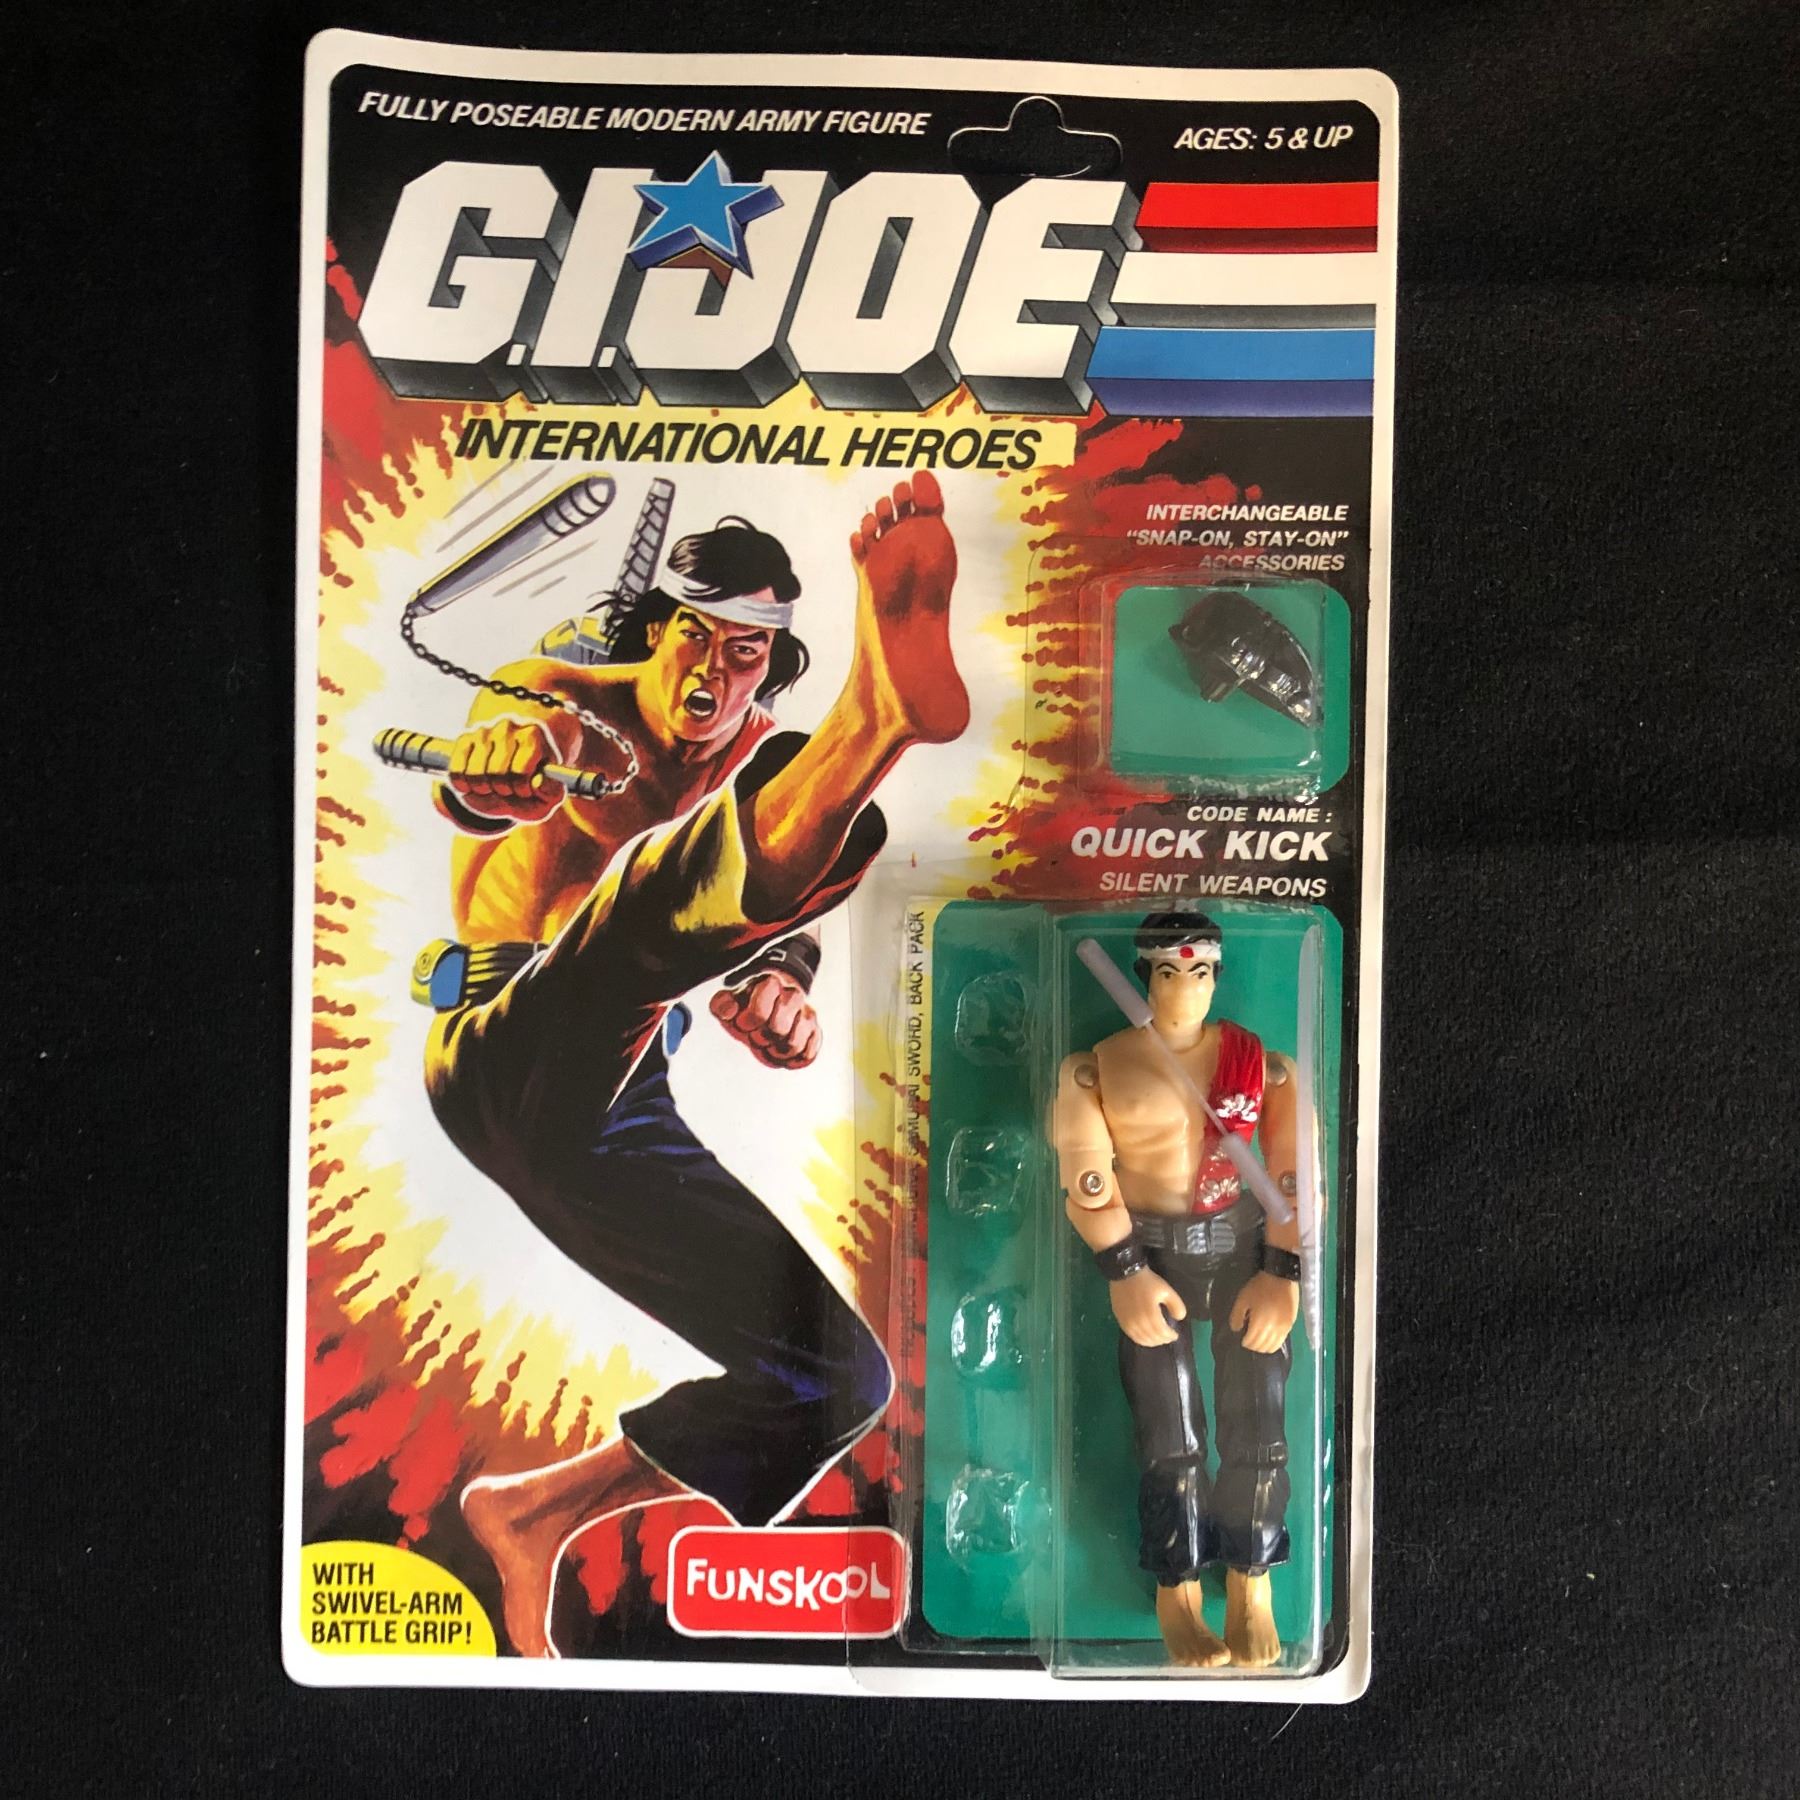 FULLY POSEABLE MODERN ARMY FIGURE
AGES: 5 & UP
G.I. JOE
INTERNATIONAL HEROES
INTERCHANGEABLE
"SNAP-ON, STAY-ON"
ACCESSORIES
CODE NAME :
QUICK KICK
SILENT WEAPONS
SAMURAI SWORD, BACK PACK
WITH
SWIVEL-ARM
BATTLE GRIP!
FUNSKOOL